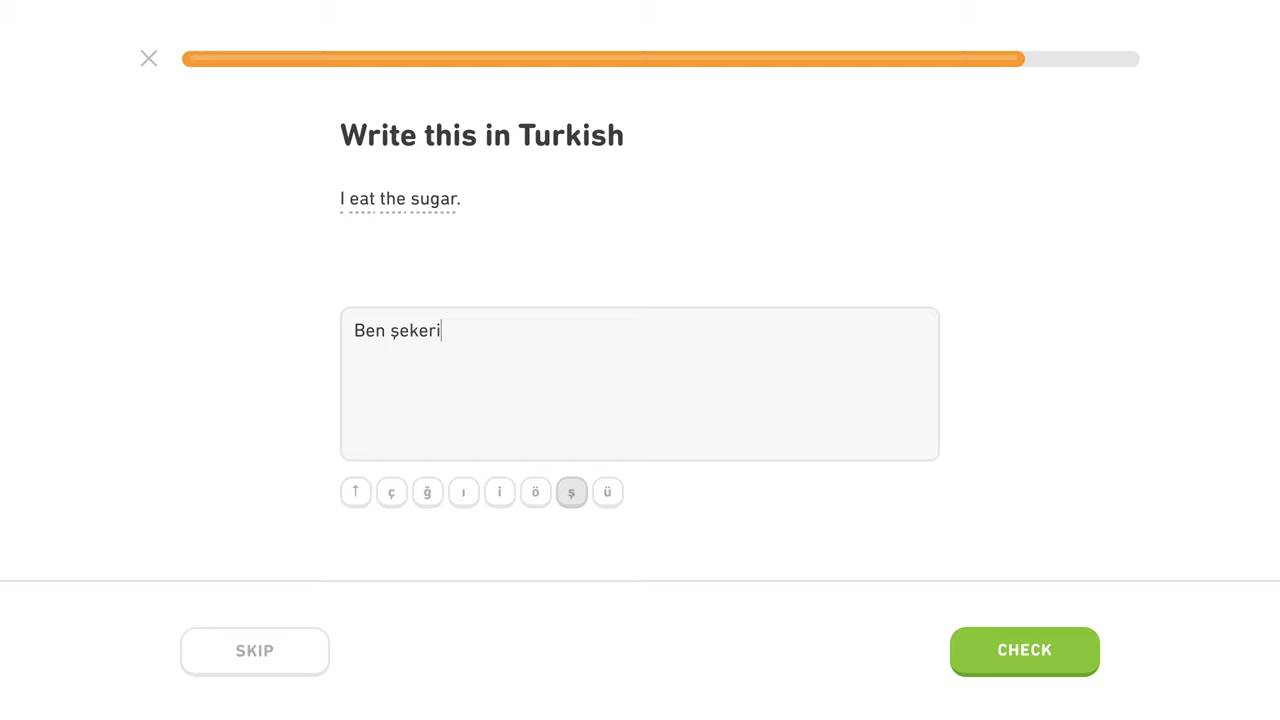 Write this in Turkish
I eat the sugar.
Ben şekeri
↑ ç ğ ı i ö ş ü
SKIP
CHECK